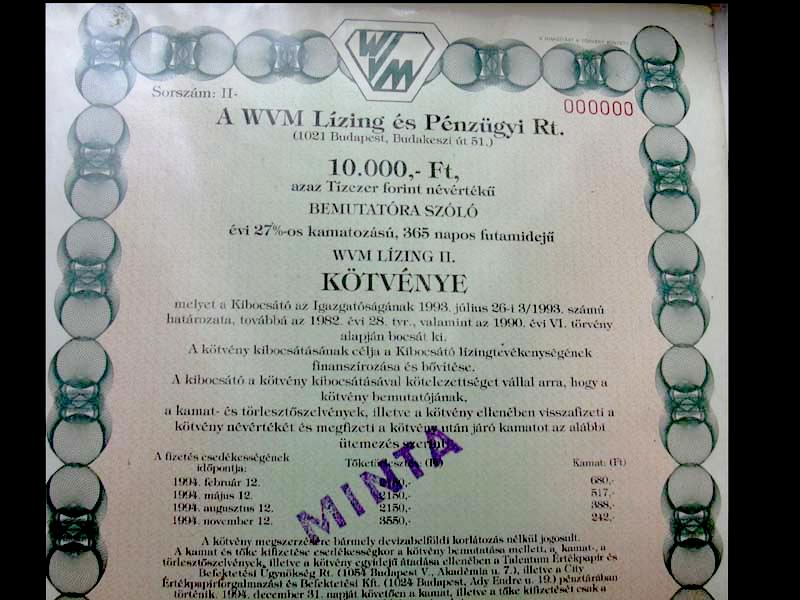 WVM
Sorszám: II-
000000
A WVM Lízing és Pénzügyi Rt.
(1021 Budapest, Budakeszi út 51.)
10.000,- Ft,
azaz Tízezer forint névértékű
BEMUTATÓRA SZÓLÓ
évi 27%-os kamatozású, 365 napos futamidejű
WVM LÍZING II.
KÖTVÉNYE
melyet a Kibocsátó az Igazgatóságának 1993. július 26-i 3/1993. számú
határozata, továbbá az 1982. évi 28. tvr., valamint az 1990. évi VI. törvény
alapján bocsát ki.
A kötvény kibocsátásának célja a Kibocsátó lízingtevékenységének
finanszírozása és bővítése.
A kibocsátó a kötvény kibocsátásával kötelezettséget vállal arra, hogy a
kötvény bemutatójának,
a kamat- és törlesztőszelvények, illetve a kötvény ellenében visszafizeti a
kötvény névértékét és megfizeti a kötvény után járó kamatot az alábbi
ütemezés szerint:
A fizetés esedékességének
időpontja: Tőketörlesztés: (Ft) Kamat: (Ft)
1994. február 12. 680,-
1994. május 12. 2150,- 517,-
1994. augusztus 12. 2150,- 388,-
1994. november 12. 3550,- 242,-
MINTA
A kötvény megszerzésére bármely devizabelföldi korlátozás nélkül jogosult.
A kamat és tőke kifizetése esedékességkor a kötvény bemutatása mellett, a kamat-, a
törlesztőszelvények, illetve a kötvény egyidejű átadása ellenében a Talentum Értékpapír és
Befektetési Ügynökség Rt. (1054 Budapest V., Akadémia u. 7.), illetve a City
Értékpapírforgalmazási és Befektetési Kft. (1024 Budapest, Ady Endre u. 19.) pénztárában
történik. 1994. december 31. napját követően a kamat, illetve a tőke kifizetését csak a